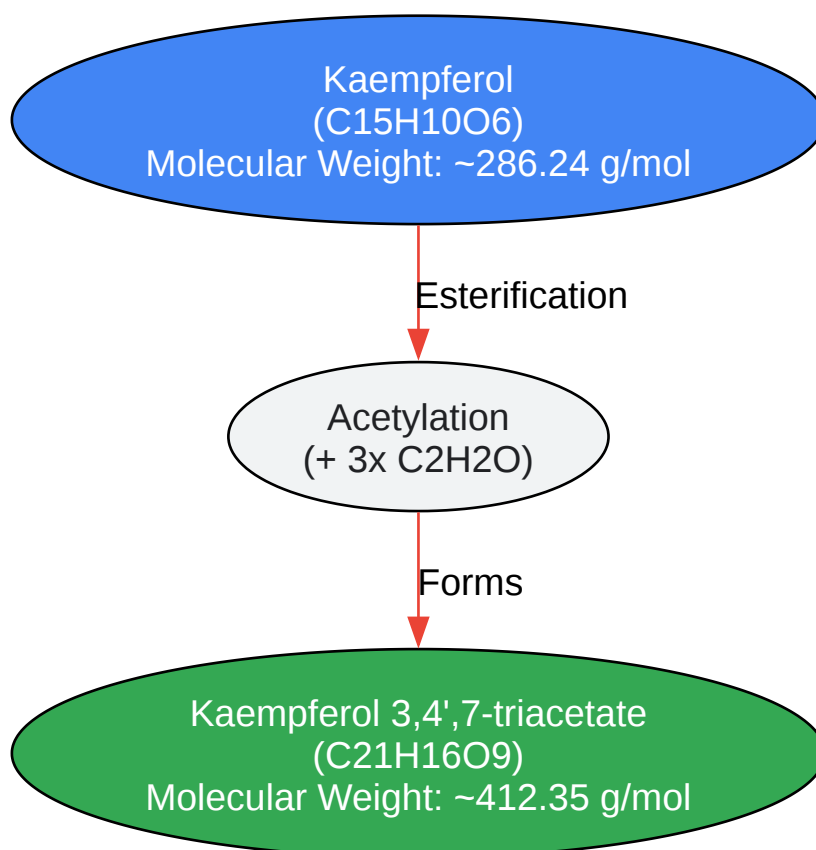 Kaempferol
(C15H10O6)
Molecular Weight: ~286.24 g/mol
Esterification
Acetylation
(+ 3x C2H2O)
Forms
Kaempferol 3,4',7-triacetate
(C21H16O9)
Molecular Weight: ~412.35 g/mol